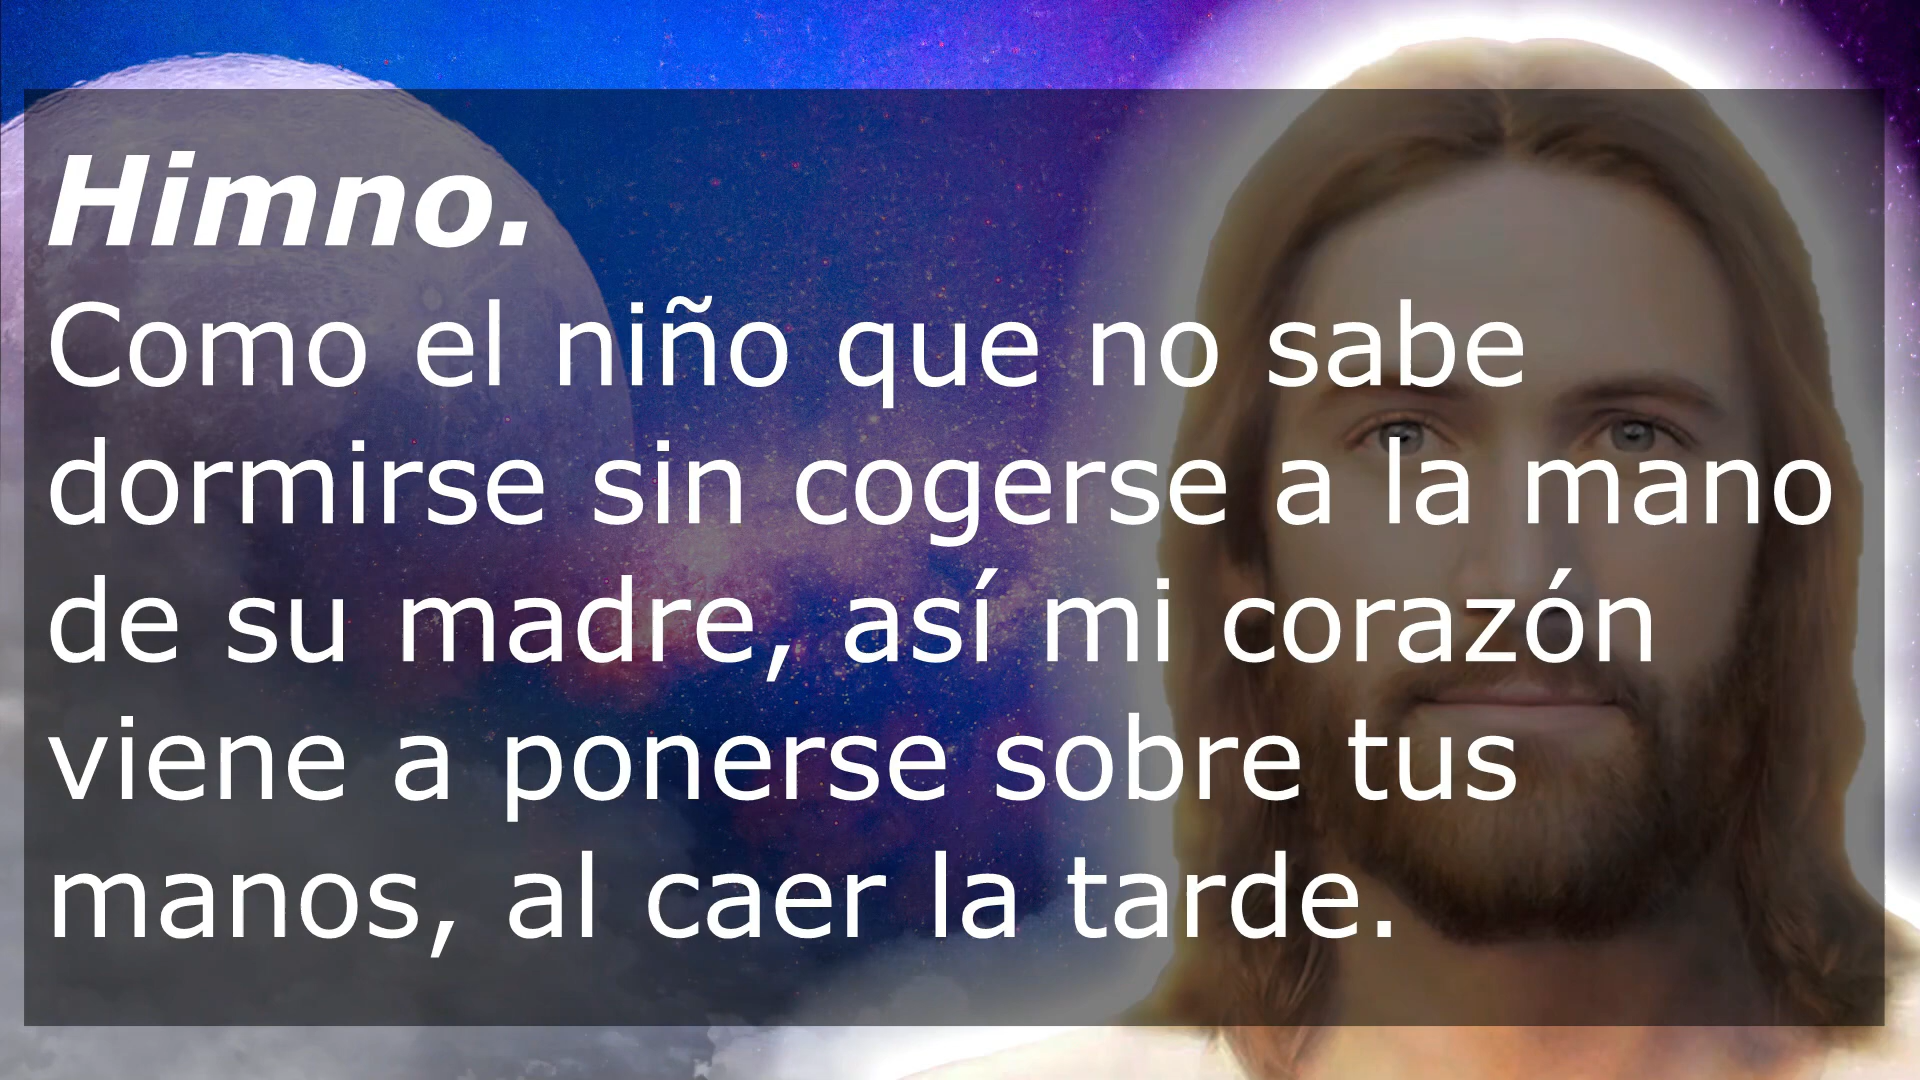 Himno.
Como el niño que no sabe
dormirse sin cogerse a la mano
de su madre, así mi corazón
viene a ponerse sobre tus
manos, al caer la tarde.